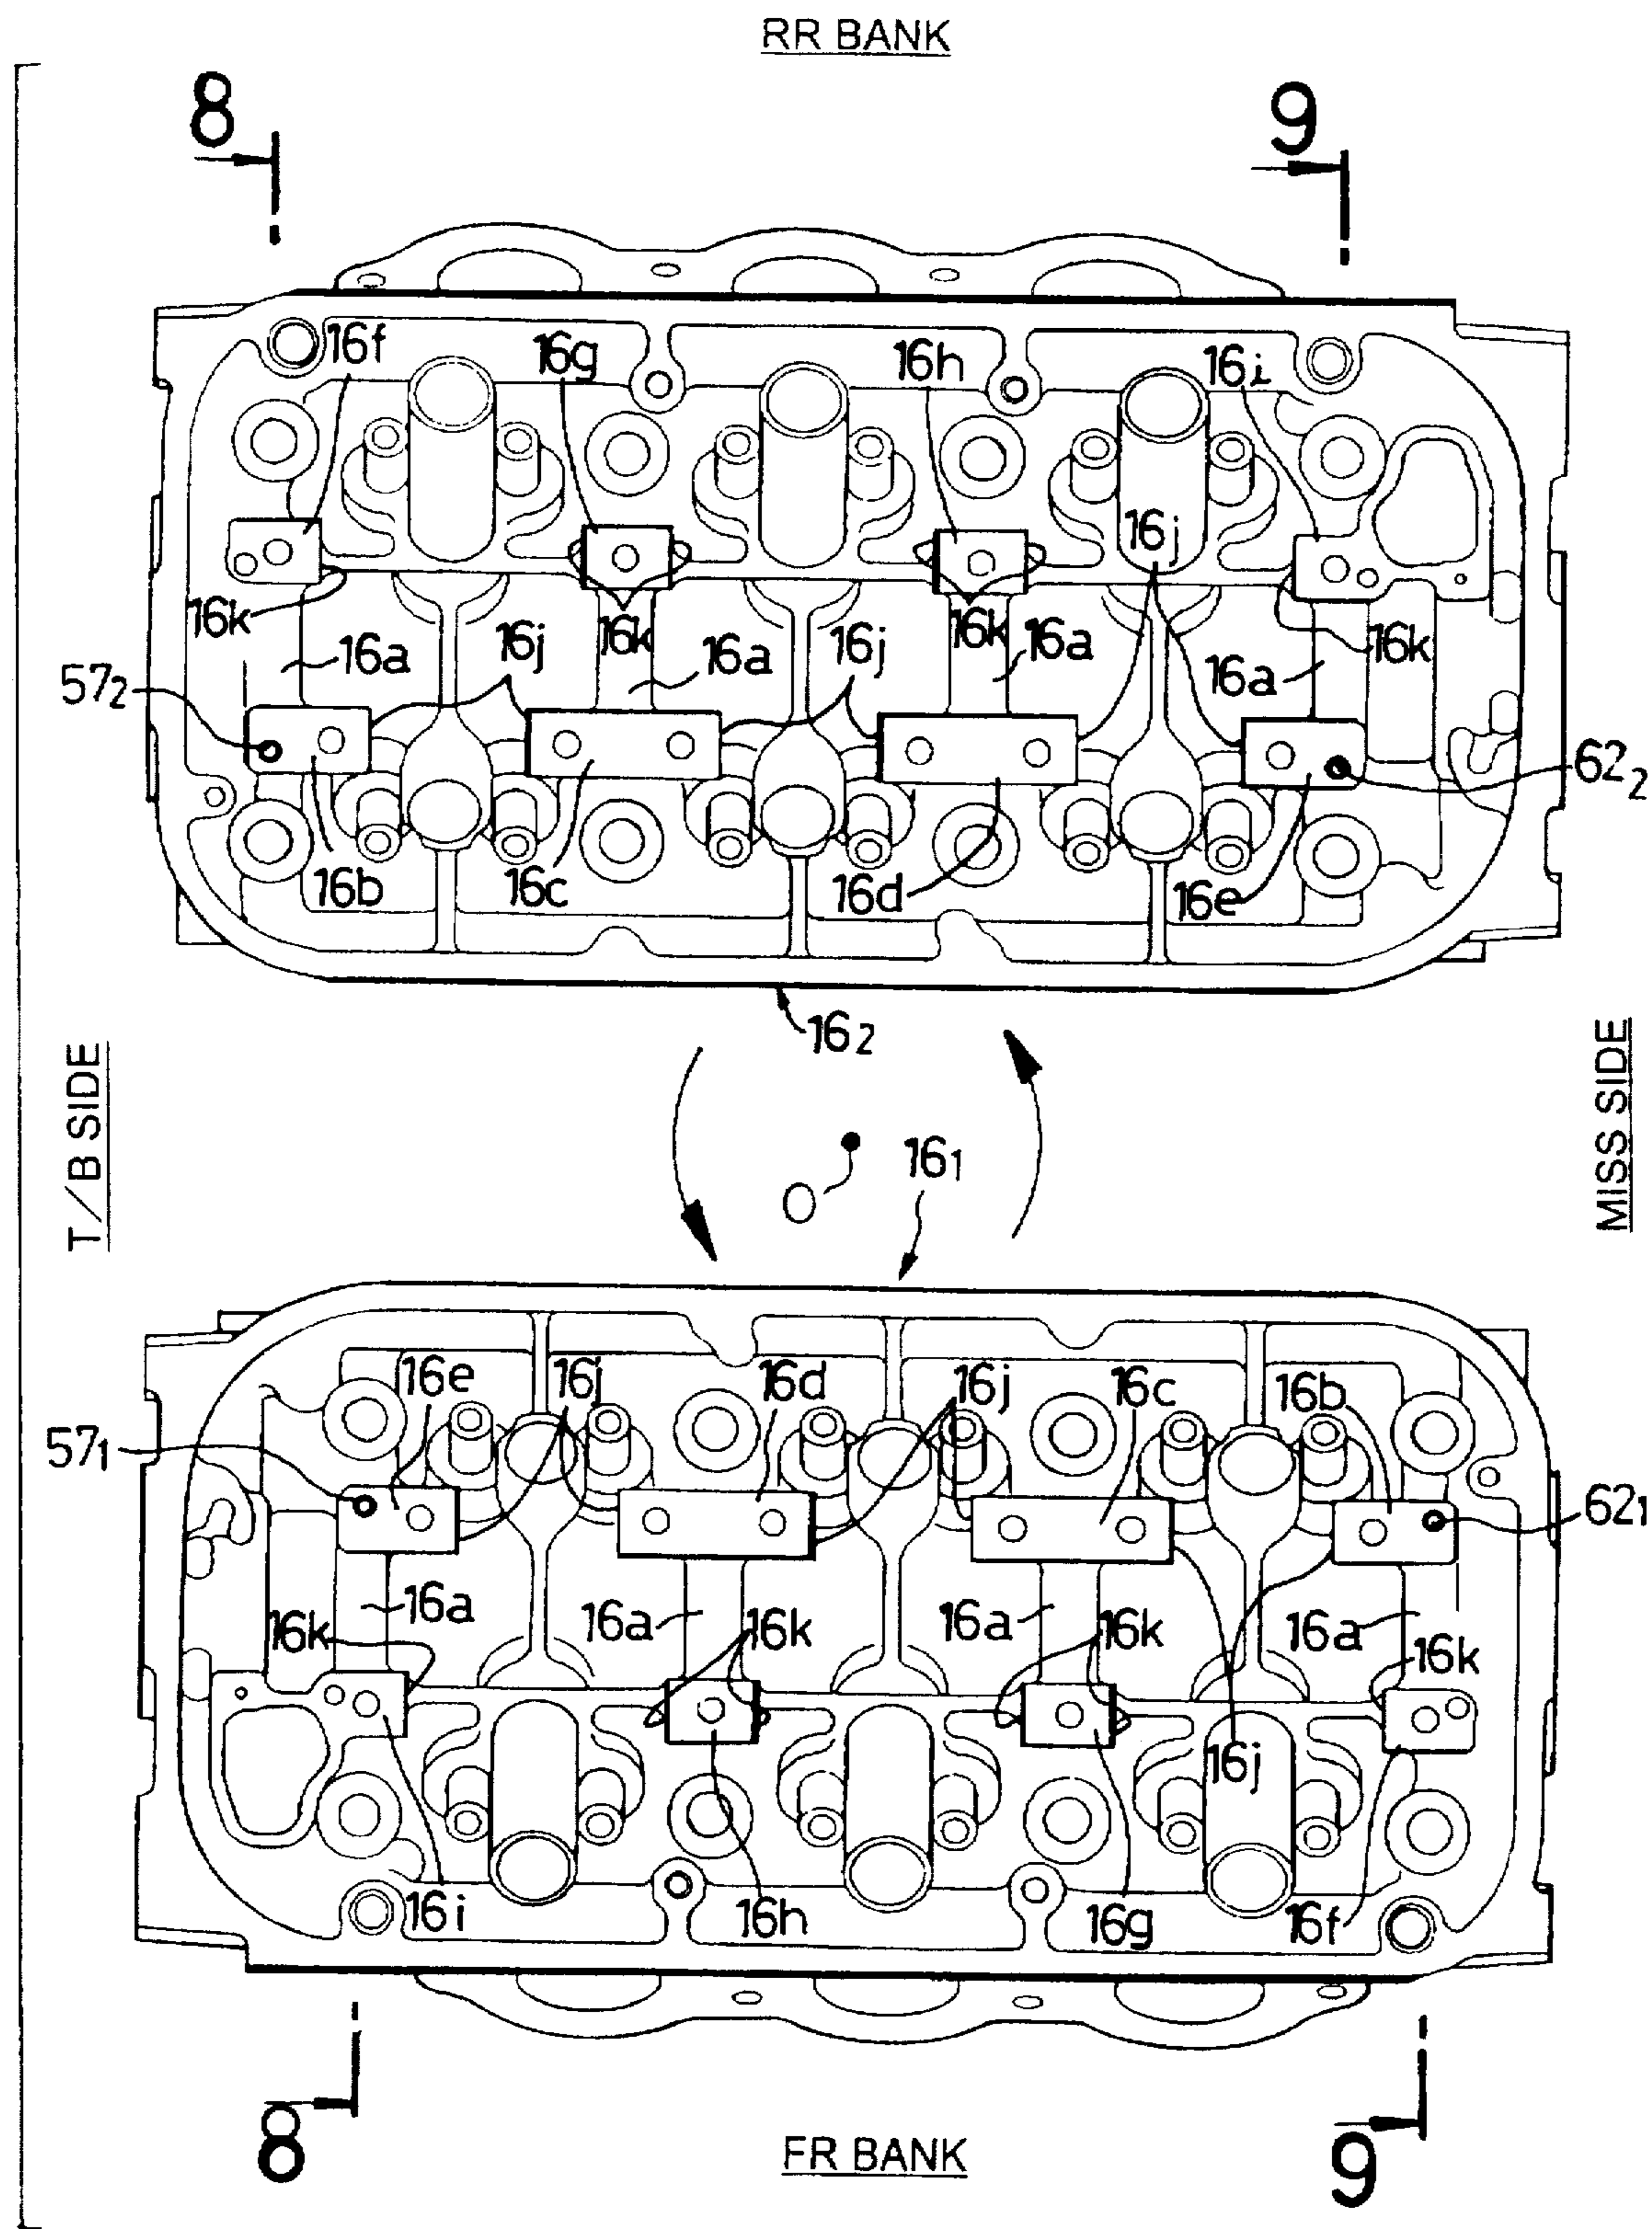 RR BANK
8 9
16f 16g 16h 16i
16j
16k 16k 16k 16k
16a 16j 16a 16j 16a 16a
57₂ 62₂
16b 16c 16d 16e
16₂
T/B SIDE
MISS SIDE
O 16₁
16e 16j 16d 16j 16c 16b
57₁ 62₁
16a 16a 16a 16a
16k 16k 16k 16k
16j
16i 16h 16g 16f
8 9
FR BANK